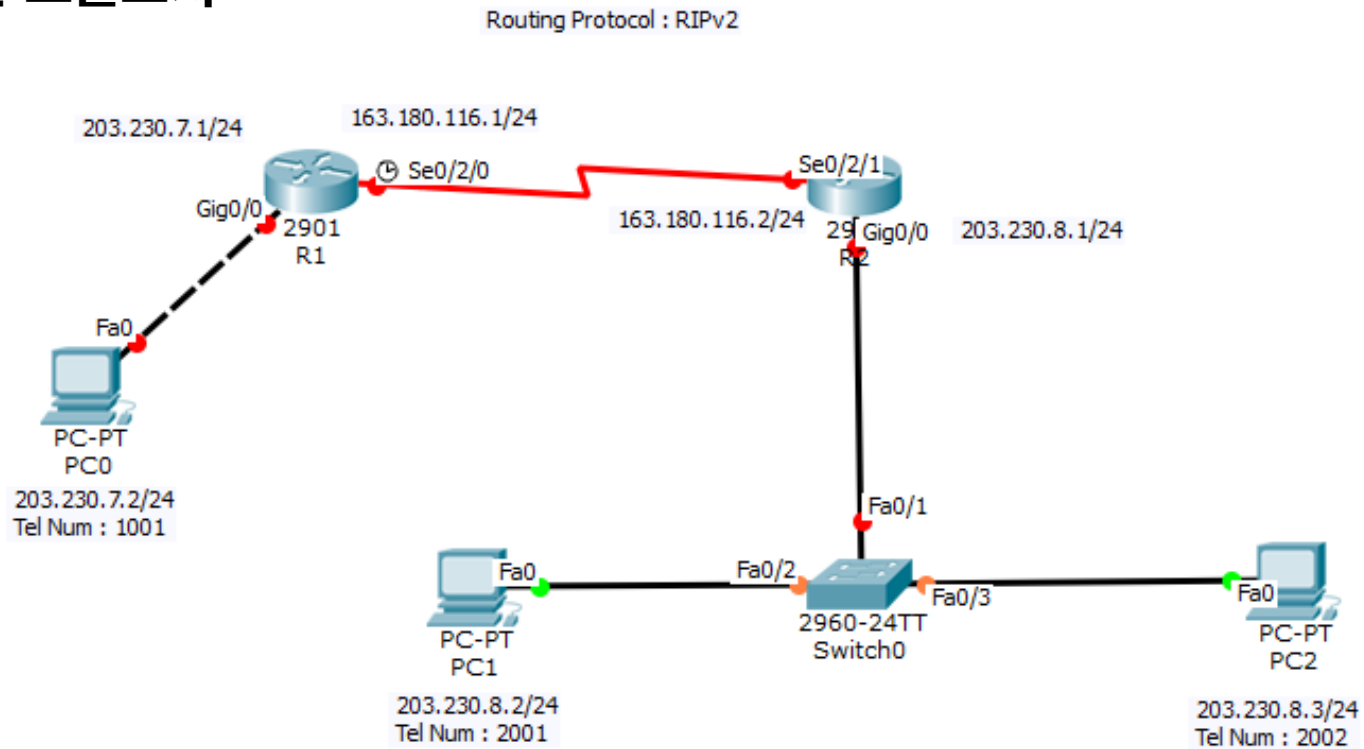 Routing Protocol : RIPv2
203.230.7.1/24
163.180.116.1/24
Se0/2/0
Se0/2/1
Gig0/0
2901
R1
163.180.116.2/24
29
Gig0/0
R2
203.230.8.1/24
Fa0
PC-PT
PC0
203.230.7.2/24
Tel Num : 1001
Fa0/1
Fa0
Fa0/2
Fa0/3
Fa0
PC-PT
PC1
2960-24TT
Switch0
PC-PT
PC2
203.230.8.2/24
Tel Num : 2001
203.230.8.3/24
Tel Num : 2002